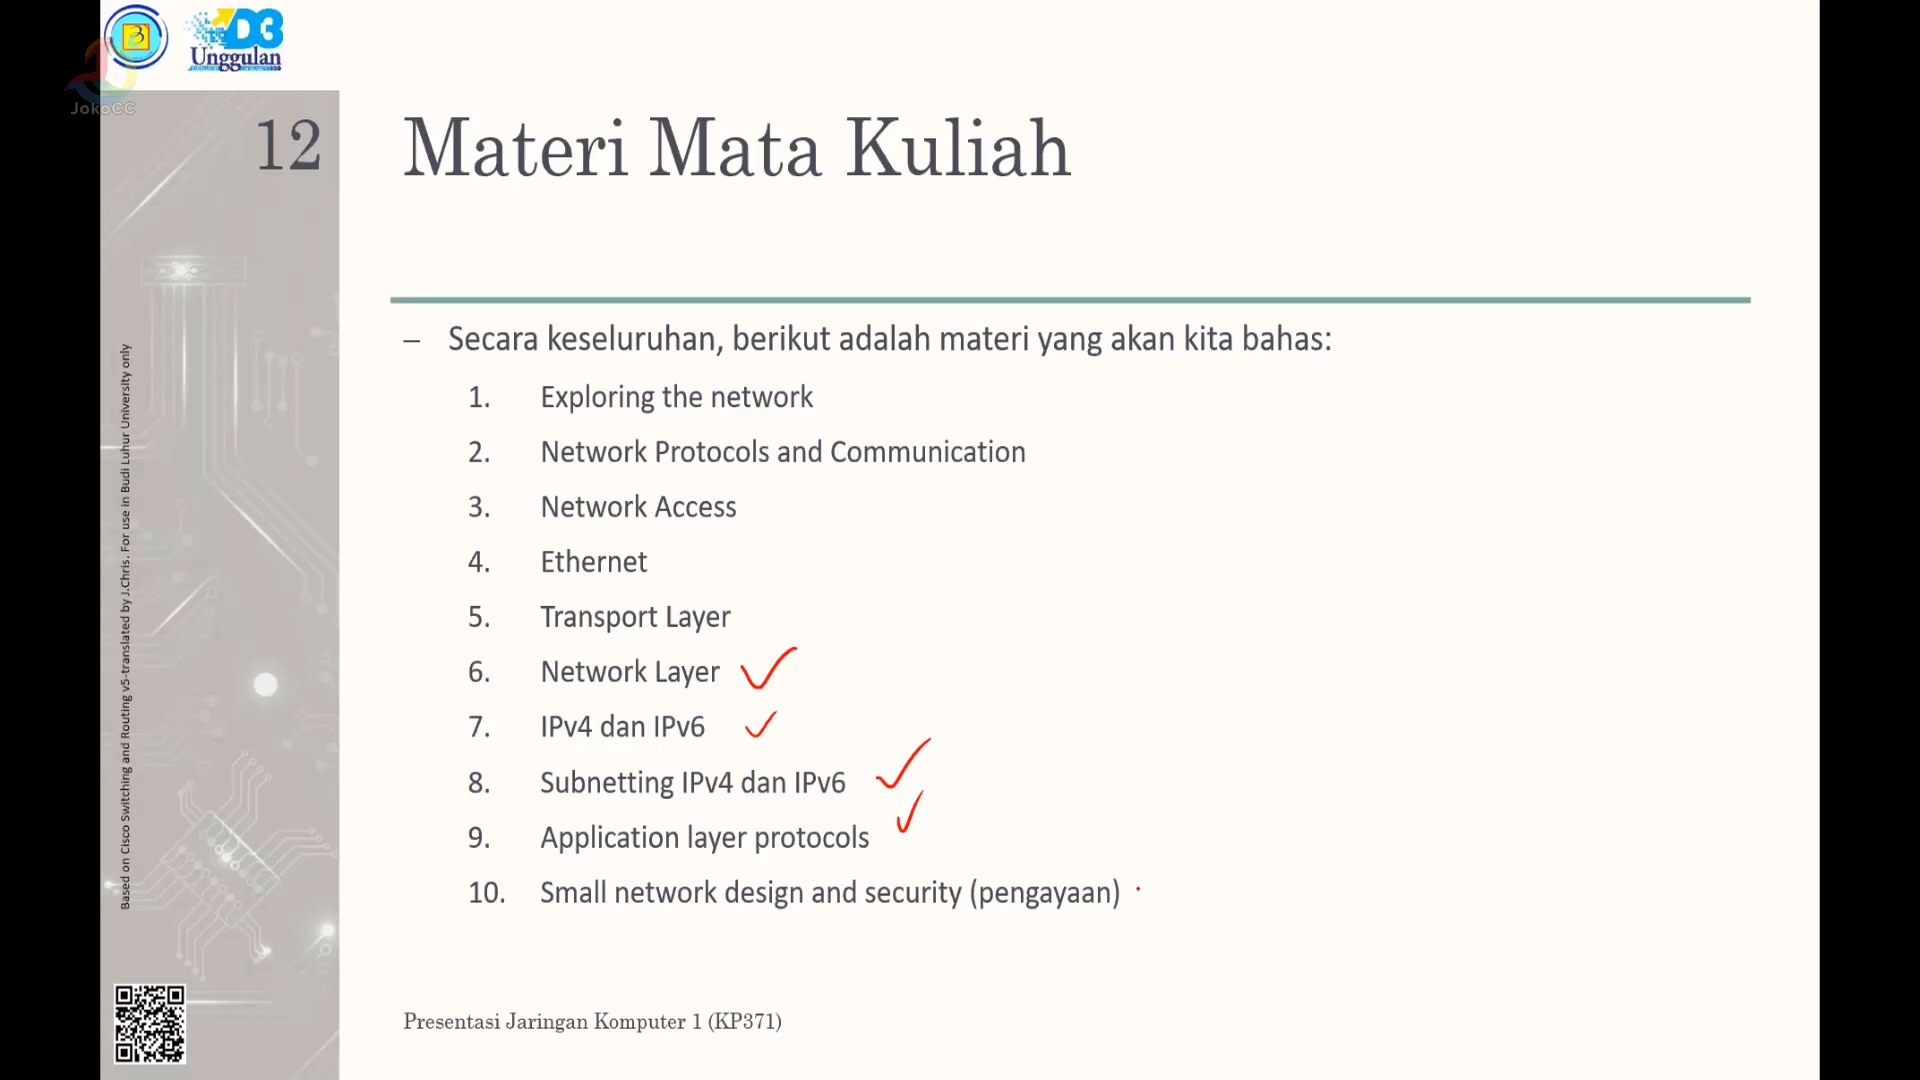 D3
Unggulan
JokoCC
12
Materi Mata Kuliah
– Secara keseluruhan, berikut adalah materi yang akan kita bahas:
1. Exploring the network
2. Network Protocols and Communication
3. Network Access
4. Ethernet
5. Transport Layer
6. Network Layer
7. IPv4 dan IPv6
8. Subnetting IPv4 dan IPv6
9. Application layer protocols
10. Small network design and security (pengayaan)
Based on Cisco Switching and Routing v5-translated by J.Chris. For use in Budi Luhur University only
Presentasi Jaringan Komputer 1 (KP371)